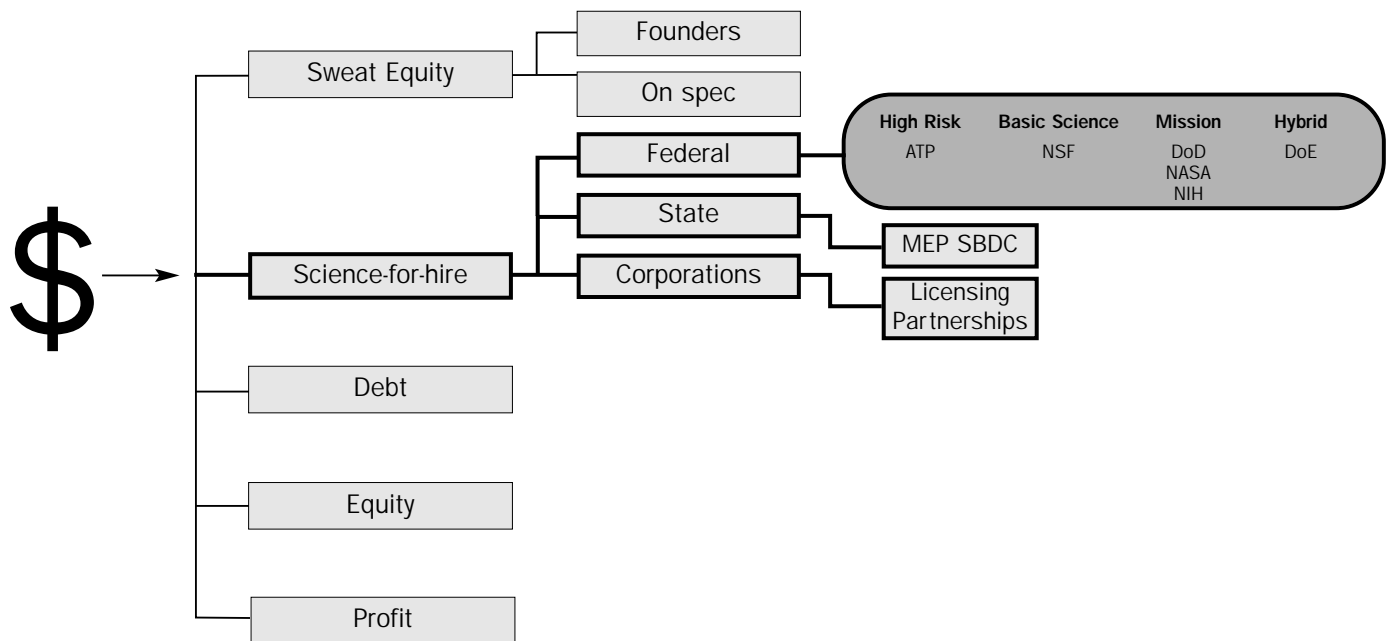 Founders
Sweat Equity
On spec
High Risk Basic Science Mission Hybrid
ATP NSF DoD DoE
NASA
NIH
Federal
State
MEP SBDC
$
Science-for-hire
Corporations
Licensing
Partnerships
Debt
Equity
Profit